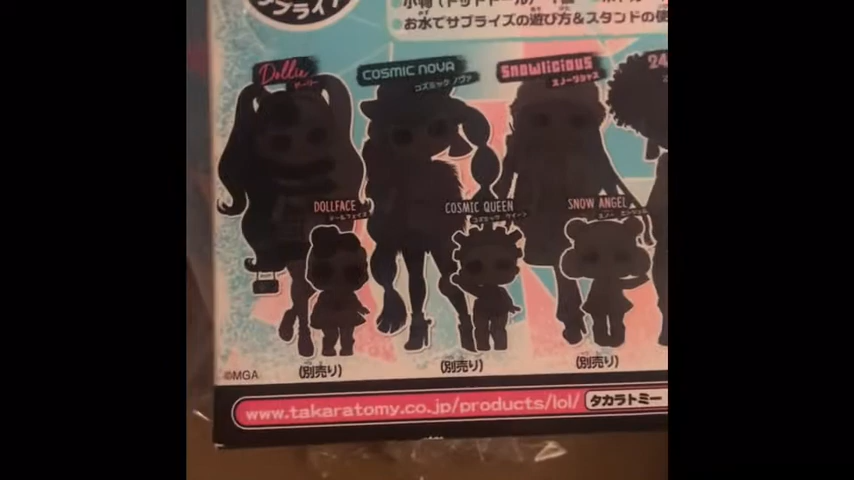 プライズ
お水でサプライズの遊び方&スタンドの使
Dollie
ドーリー
COSMIC NOVA
コズミック ノヴァ
Snowlicious
スノーリシャス
24
DOLLFACE
ドールフェイス
COSMIC QUEEN
コズミック クイーン
SNOW ANGEL
スノー エンジェル
(別売り)
(別売り)
(別売り)
©MGA
www.takaratomy.co.jp/products/lol/
タカラトミー